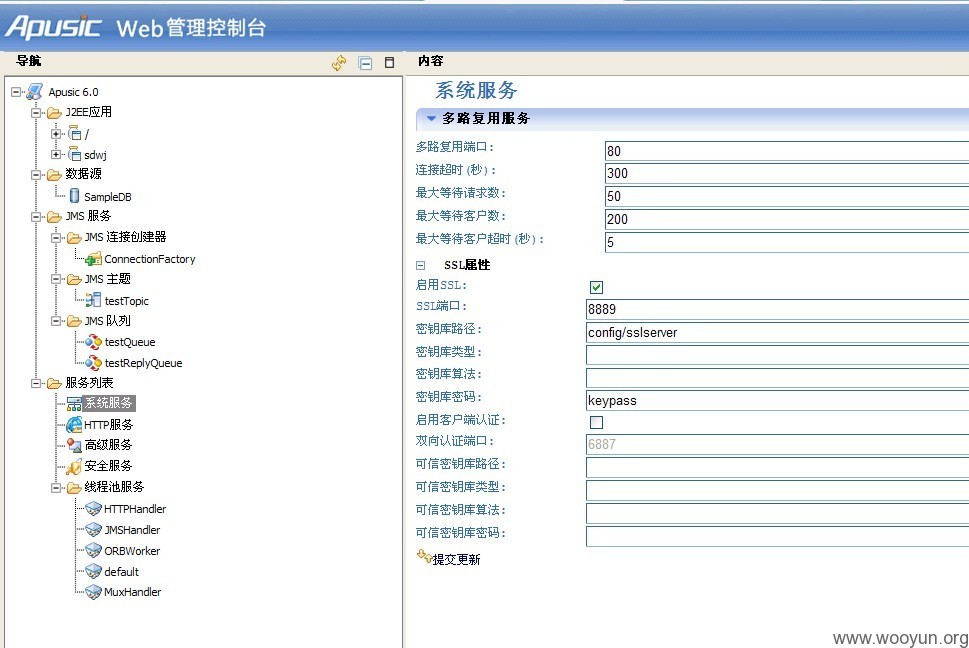 Apusic Web管理控制台
导航
Apusic 6.0
J2EE应用
/
sdwj
数据源
SampleDB
JMS 服务
JMS 连接创建器
ConnectionFactory
JMS 主题
testTopic
JMS 队列
testQueue
testReplyQueue
服务列表
系统服务
HTTP服务
高级服务
安全服务
线程池服务
HTTPHandler
JMSHandler
ORBWorker
default
MuxHandler
内容
系统服务
多路复用服务
多路复用端口: 80
连接超时(秒): 300
最大等待请求数: 50
最大等待客户数: 200
最大等待客户超时(秒): 5
SSL属性
启用SSL:
SSL端口: 8889
密钥库路径: config/sslserver
密钥库类型:
密钥库算法:
密钥库密码: keypass
启用客户端认证:
双向认证端口: 6887
可信密钥库路径:
可信密钥库类型:
可信密钥库算法:
可信密钥库密码:
提交更新
www.wooyun.org